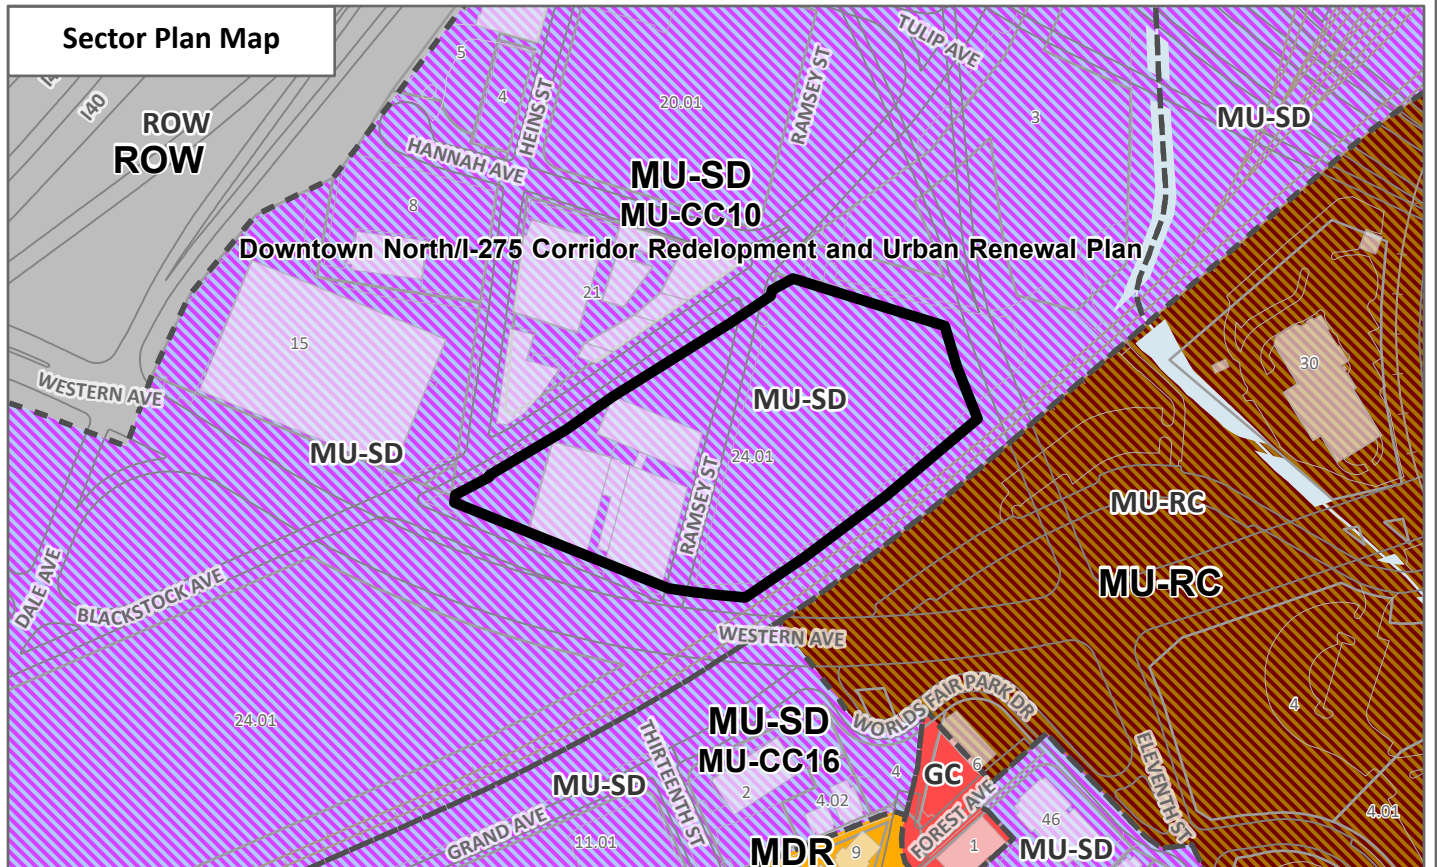 Sector Plan Map
I40
ROW
ROW
5
4
HEINS ST
HANNAH AVE
8
20.01
RAMSEY ST
TULIP AVE
3
MU-SD
MU-SD
MU-CC10
Downtown North/I-275 Corridor Redelopment and Urban Renewal Plan
21
15
30
WESTERN AVE
MU-SD
MU-SD
24.01
RAMSEY ST
MU-RC
MU-RC
DALE AVE
BLACKSTOCK AVE
WESTERN AVE
24.01
THIRTEENTH ST
MU-SD
MU-CC16
WORLDS FAIR PARK DR
4
ELEVENTH ST
MU-SD
2
4.02
4
GC
6
46
4.01
GRAND AVE
11.01
MDR
9
FOREST AVE
1
MU-SD